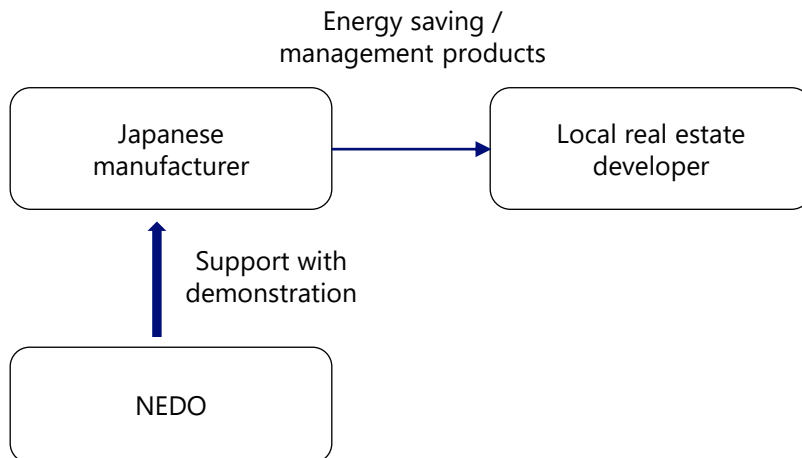 Energy saving /
management products
Japanese
manufacturer
Local real estate
developer
Support with
demonstration
NEDO